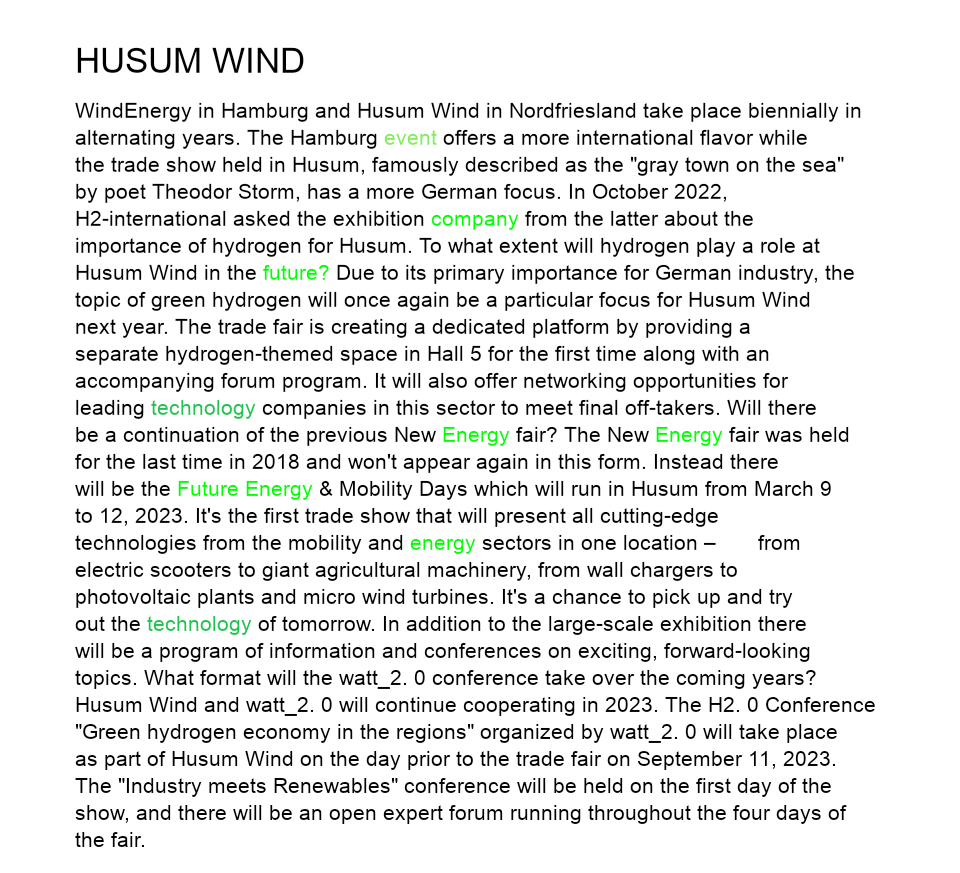 HUSUM WIND
WindEnergy in Hamburg and Husum Wind in Nordfriesland take place biennially in
alternating years. The Hamburg event offers a more international flavor while
the trade show held in Husum, famously described as the "gray town on the sea"
by poet Theodor Storm, has a more German focus. In October 2022,
H2-international asked the exhibition company from the latter about the
importance of hydrogen for Husum. To what extent will hydrogen play a role at
Husum Wind in the future? Due to its primary importance for German industry, the
topic of green hydrogen will once again be a particular focus for Husum Wind
next year. The trade fair is creating a dedicated platform by providing a
separate hydrogen-themed space in Hall 5 for the first time along with an
accompanying forum program. It will also offer networking opportunities for
leading technology companies in this sector to meet final off-takers. Will there
be a continuation of the previous New Energy fair? The New Energy fair was held
for the last time in 2018 and won't appear again in this form. Instead there
will be the Future Energy & Mobility Days which will run in Husum from March 9
to 12, 2023. It's the first trade show that will present all cutting-edge
technologies from the mobility and energy sectors in one location – from
electric scooters to giant agricultural machinery, from wall chargers to
photovoltaic plants and micro wind turbines. It's a chance to pick up and try
out the technology of tomorrow. In addition to the large-scale exhibition there
will be a program of information and conferences on exciting, forward-looking
topics. What format will the watt_2. 0 conference take over the coming years?
Husum Wind and watt_2. 0 will continue cooperating in 2023. The H2. 0 Conference
"Green hydrogen economy in the regions" organized by watt_2. 0 will take place
as part of Husum Wind on the day prior to the trade fair on September 11, 2023.
The "Industry meets Renewables" conference will be held on the first day of the
show, and there will be an open expert forum running throughout the four days of
the fair.